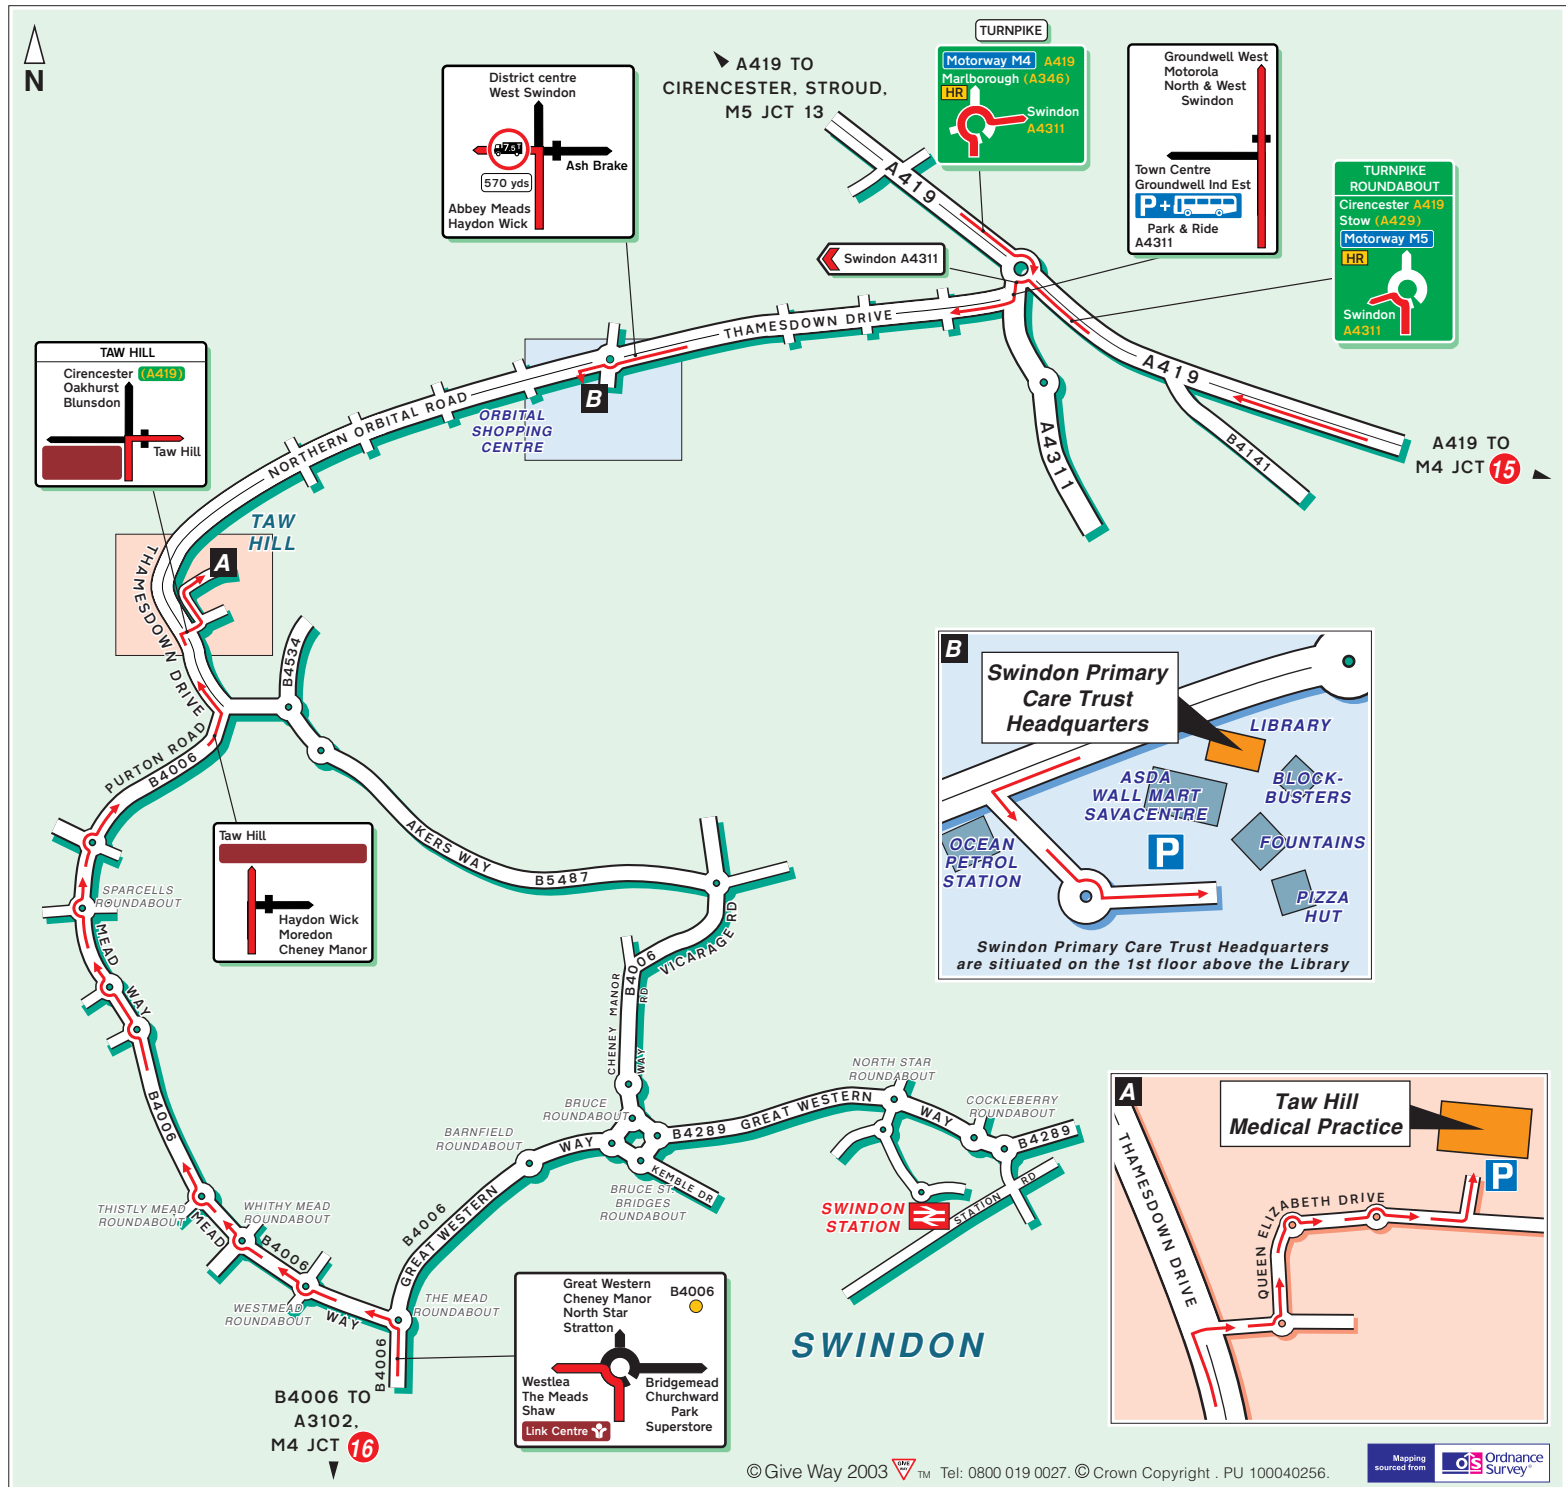 N
District centre
West Swindon
7.5T
Ash Brake
570 yds
Abbey Meads
Haydon Wick
A419 TO
CIRENCESTER, STROUD,
M5 JCT 13
TURNPIKE
Motorway M4 A419
Marlborough (A346)
HR
Swindon
A4311
Groundwell West
Motorola
North & West
Swindon
Town Centre
Groundwell Ind Est
P +
Park & Ride
A4311
TURNPIKE
ROUNDABOUT
Cirencester A419
Stow (A429)
Motorway M5
HR
Swindon
A4311
A419
Swindon A4311
THAMESDOWN DRIVE
A419
A4311
B4141
A419 TO
M4 JCT 15
B
ORBITAL
SHOPPING
CENTRE
NORTHERN ORBITAL ROAD
TAW HILL
Cirencester (A419)
Oakhurst
Blunsdon
Taw Hill
TAW
HILL
A
THAMESDOWN DRIVE
B4534
PURTON ROAD
B4006
AKERS WAY
B5487
Taw Hill
Haydon Wick
Moredon
Cheney Manor
SPARCELLS
ROUNDABOUT
MEAD
WAY
B4006
VICARAGE RD
B4006
CHENEY MANOR
RD
WAY
B
Swindon Primary
Care Trust
Headquarters
LIBRARY
ASDA
WALL MART
SAVACENTRE
BLOCK-
BUSTERS
FOUNTAINS
OCEAN
PETROL
STATION
P
PIZZA
HUT
Swindon Primary Care Trust Headquarters
are sitiuated on the 1st floor above the Library
NORTH STAR
ROUNDABOUT
COCKLEBERRY
ROUNDABOUT
BRUCE
ROUNDABOUT
BARNFIELD
ROUNDABOUT
WAY
B4289 GREAT WESTERN
WAY
B4289
KEMBLE DR
BRUCE ST.
BRIDGES
ROUNDABOUT
SWINDON
STATION
STATION RD
B4006
GREAT WESTERN
THISTLY MEAD
ROUNDABOUT
WHITHY MEAD
ROUNDABOUT
MEAD
B4006
WESTMEAD
ROUNDABOUT
WAY
THE MEAD
ROUNDABOUT
B4006
Great Western
Cheney Manor
North Star
Stratton
B4006
Westlea
The Meads
Shaw
Link Centre
Bridgemead
Churchward
Park
Superstore
B4006 TO
A3102,
M4 JCT 16
SWINDON
A
Taw Hill
Medical Practice
P
THAMESDOWN DRIVE
QUEEN ELIZABETH DRIVE
© Give Way 2003 GIVE WAY TM Tel: 0800 019 0027. © Crown Copyright . PU 100040256.
Mapping
sourced from
OS Ordnance
Survey®